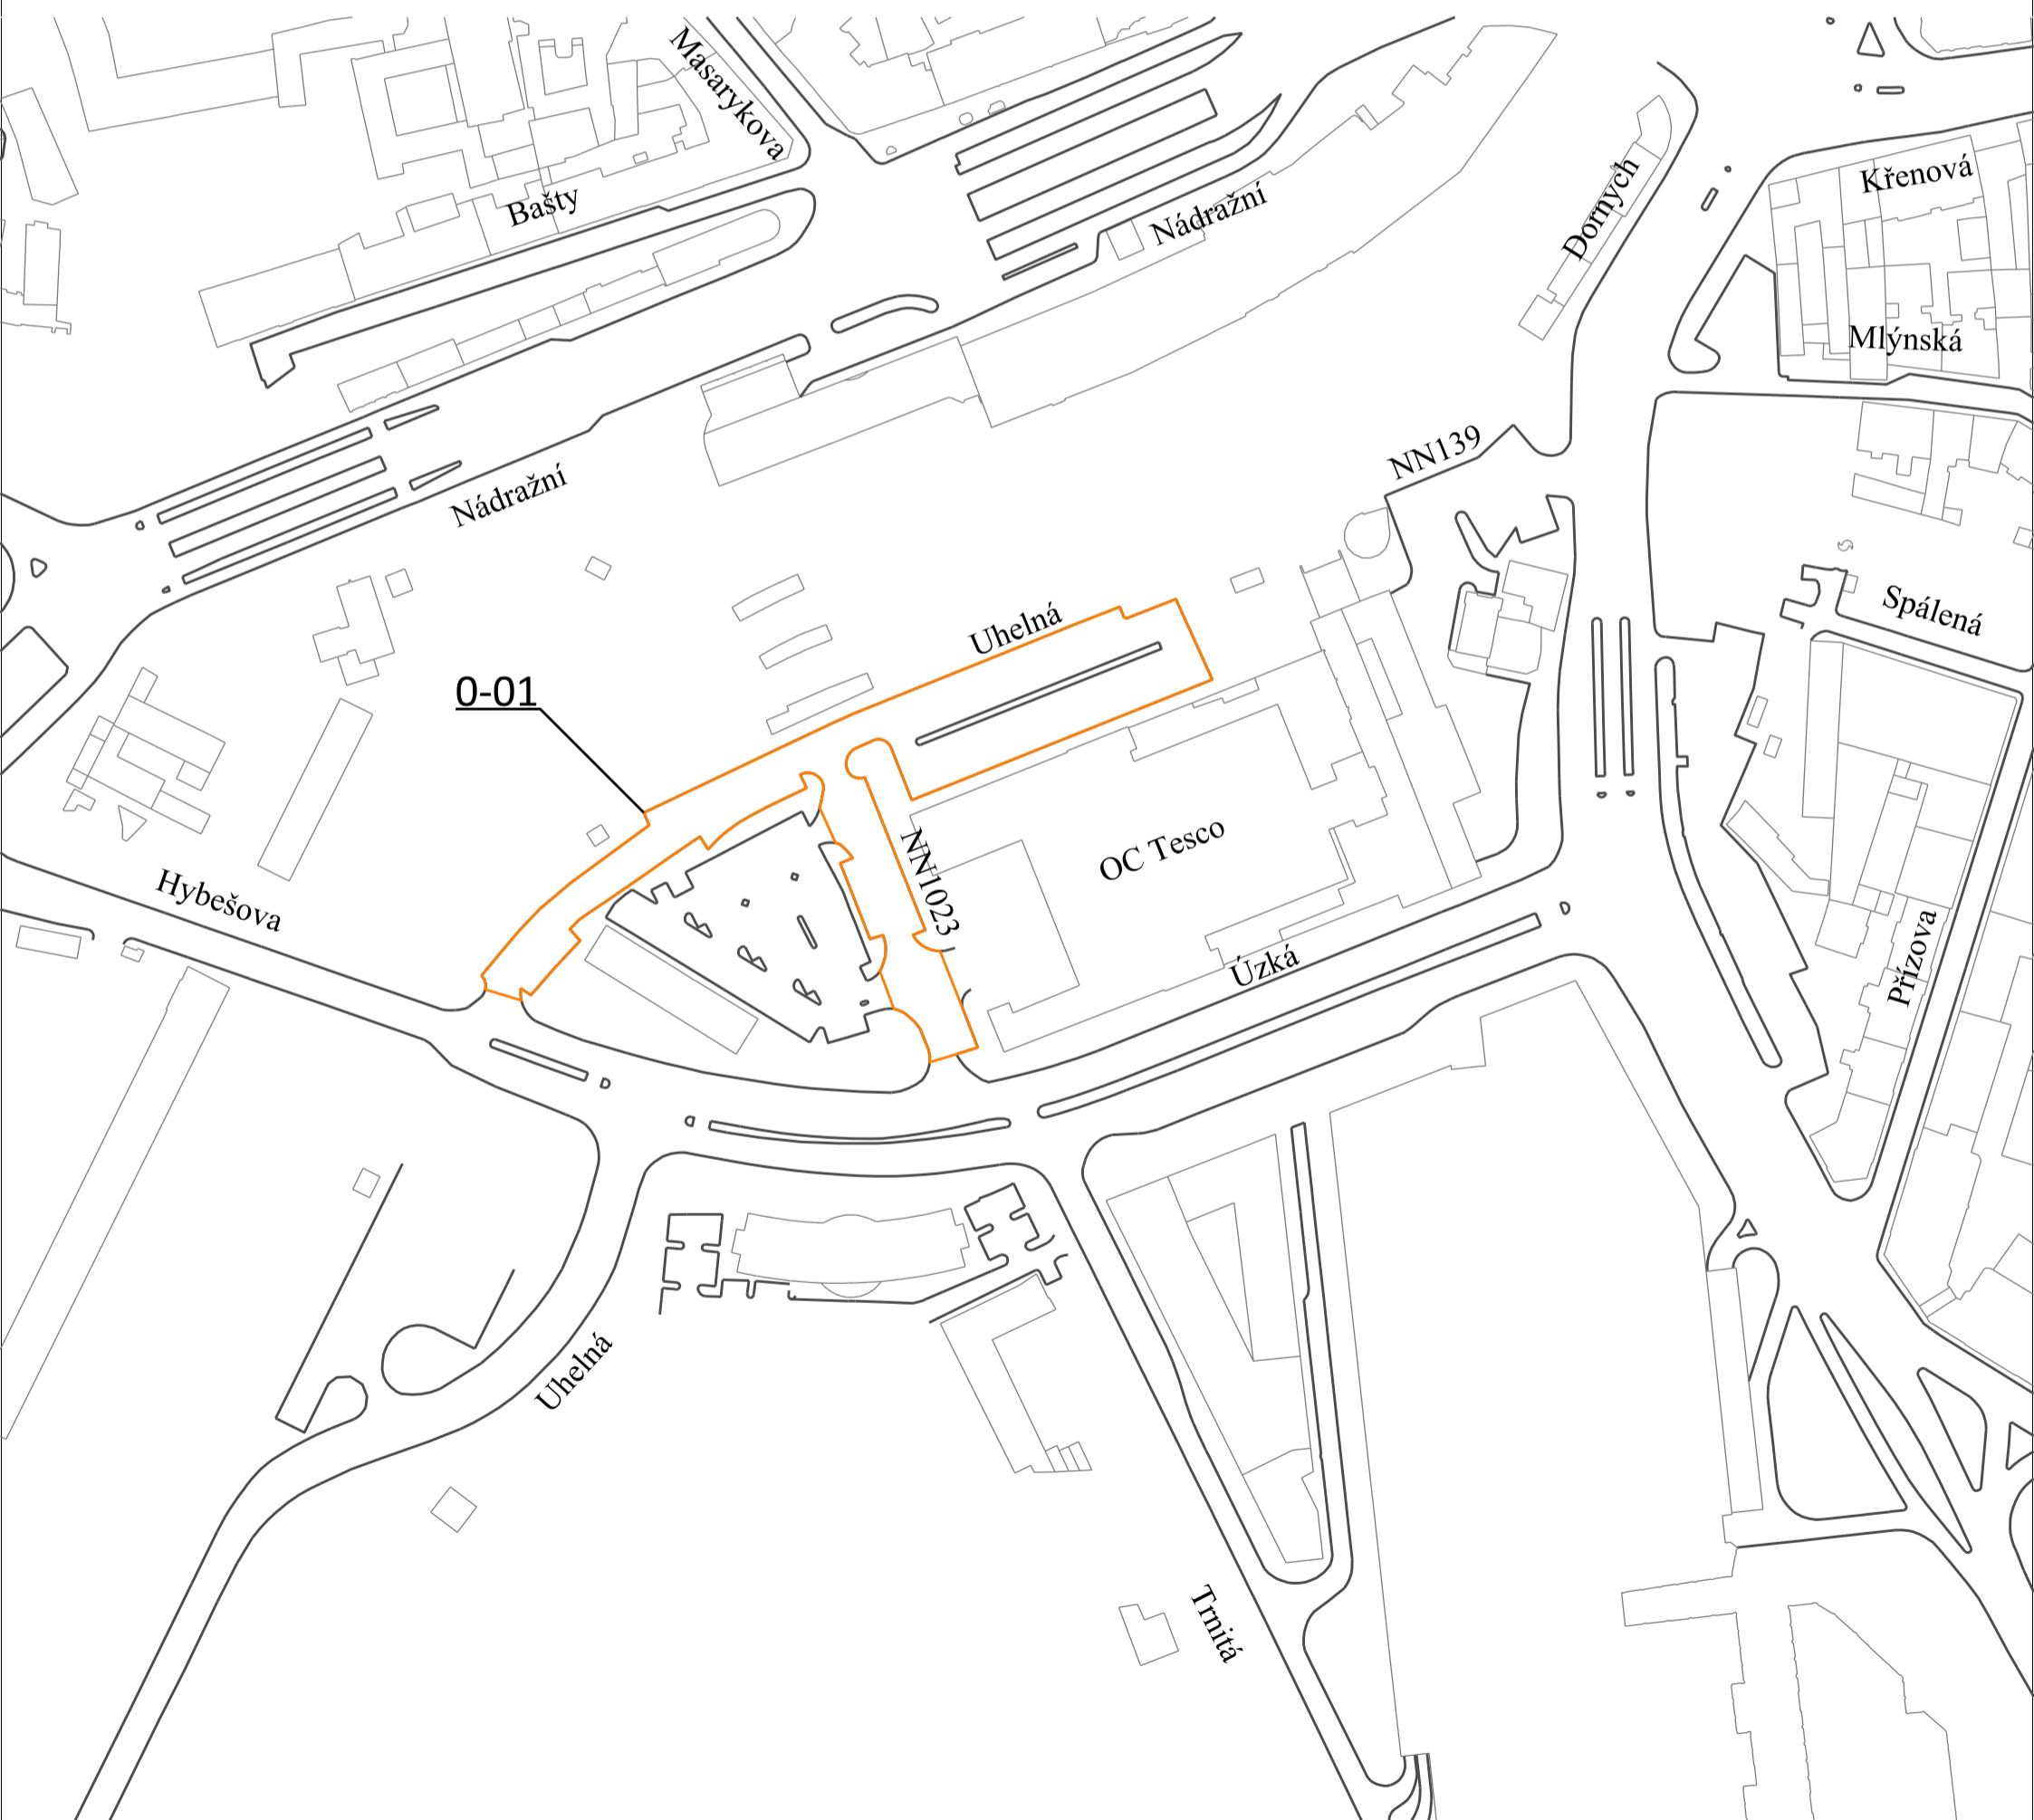 Masarykova
Bašty
Nádražní
Dornych
Křenová
Mlýnská
NN139
Nádražní
Spálená
Uhelná
0-01
OC Tesco
NN1023
Hybešova
Úzká
Přízova
Uhelná
Trnitá